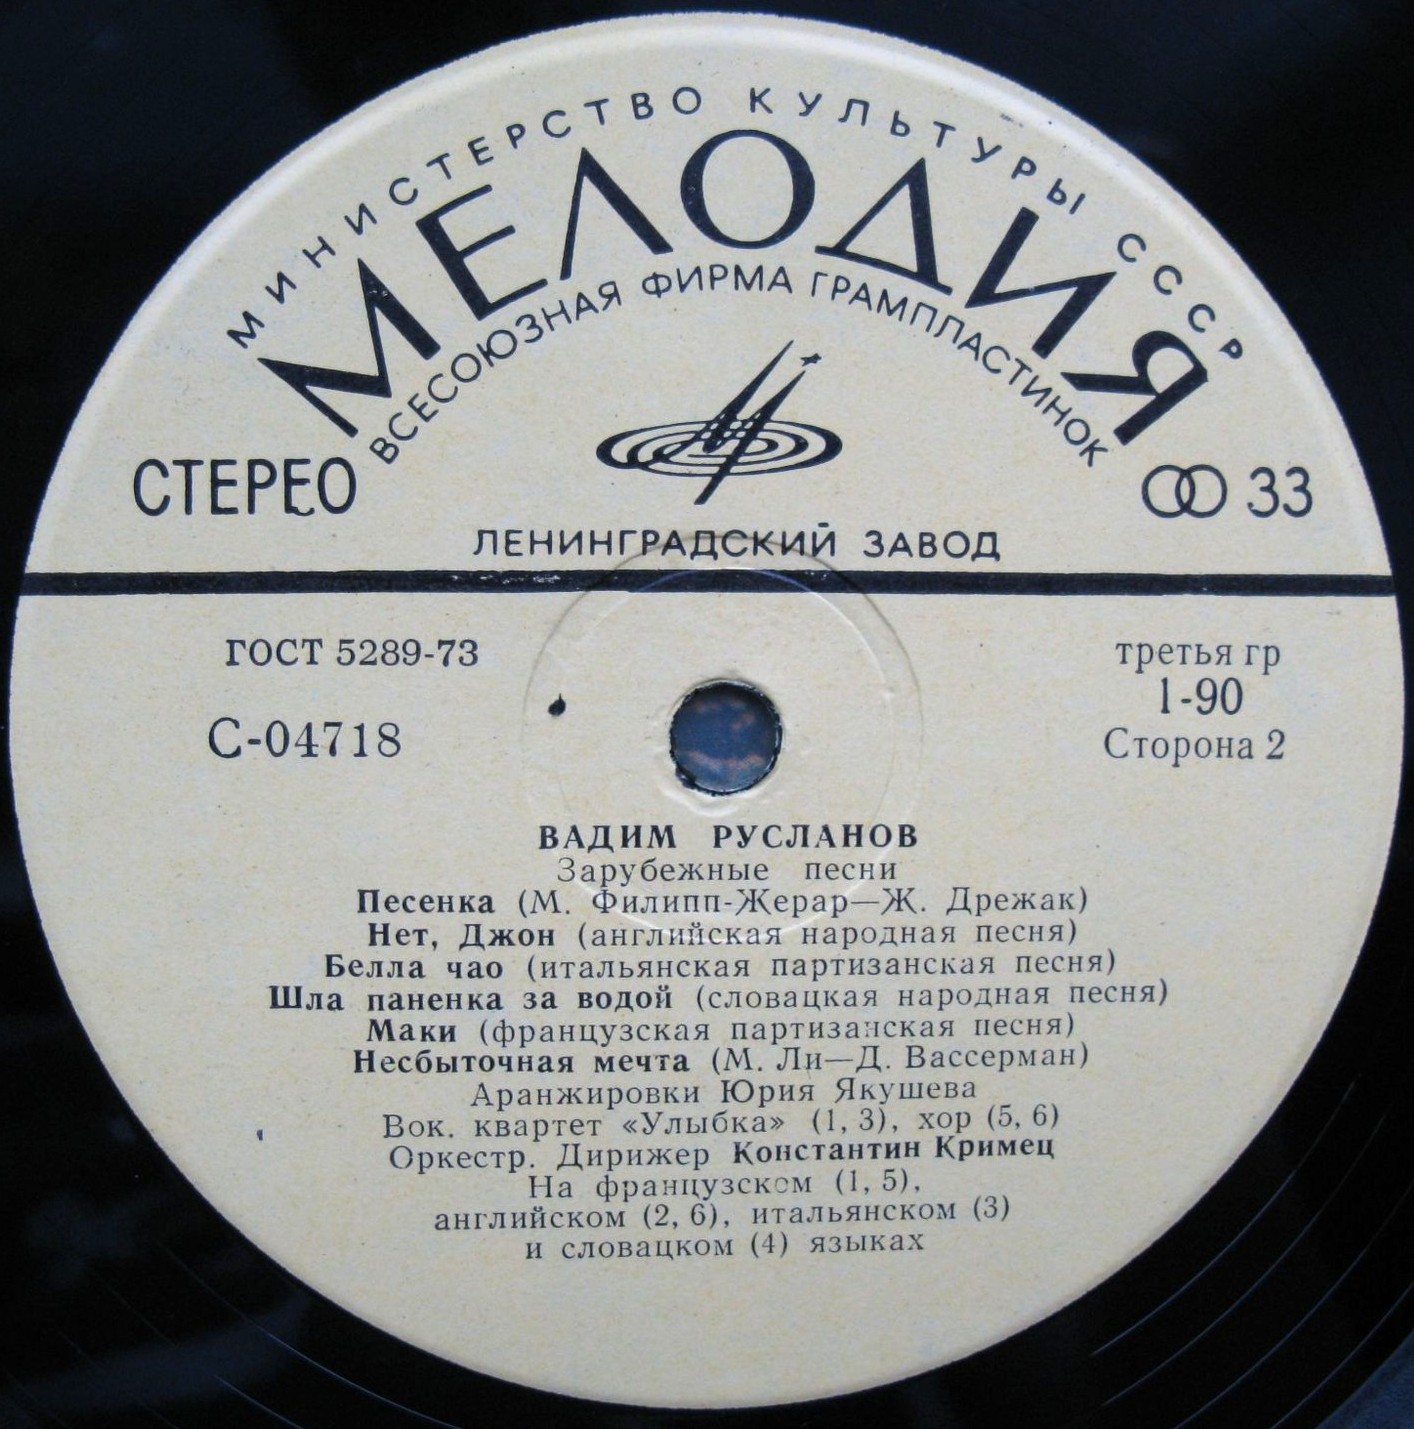 МИНИСТЕРСТВО КУЛЬТУРЫ СССР
МЕЛОДИЯ
ВСЕСОЮЗНАЯ ФИРМА ГРАМПЛАСТИНОК
СТЕРЕО
33
ЛЕНИНГРАДСКИЙ ЗАВОД
ГОСТ 5289-73
третья гр
1-90
С-04718
Сторона 2
ВАДИМ РУСЛАНОВ
Зарубежные песни
Песенка (М. Филипп-Жерар—Ж. Дрежак)
Нет, Джон (английская народная песня)
Белла чао (итальянская партизанская песня)
Шла паненка за водой (словацкая народная песня)
Маки (французская партизанская песня)
Несбыточная мечта (М. Ли—Д. Вассерман)
Аранжировки Юрия Якушева
Вок. квартет «Улыбка» (1, 3), хор (5, 6)
Оркестр. Дирижер Константин Кримец
На французском (1, 5),
английском (2, 6), итальянском (3)
и словацком (4) языках